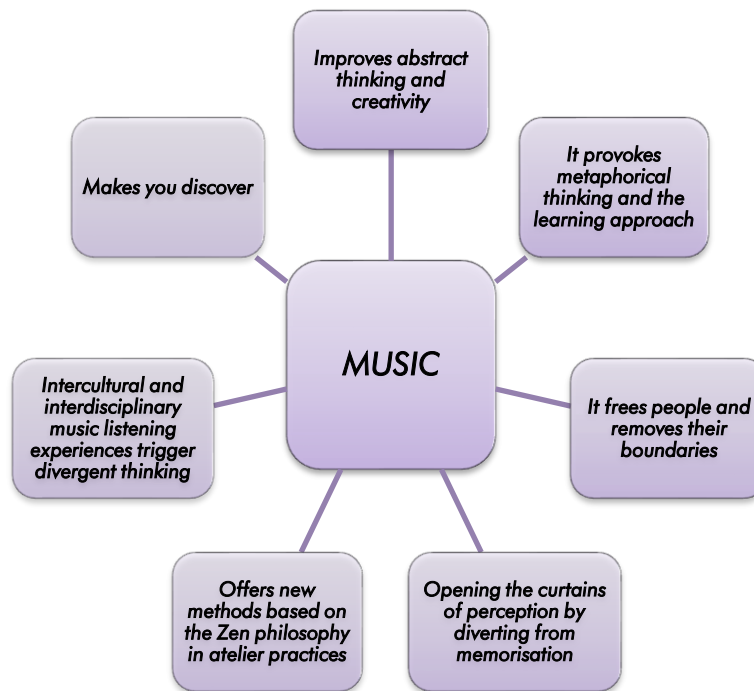 Improves abstract
thinking and
creativity
It provokes
metaphorical
thinking and the
learning approach
It frees people and
removes their
boundaries
Opening the curtains
of perception by
diverting from
memorisation
Offers new
methods based on
the Zen philosophy
in atelier practices
Intercultural and
interdisciplinary
music listening
experiences trigger
divergent thinking
Makes you discover
MUSIC